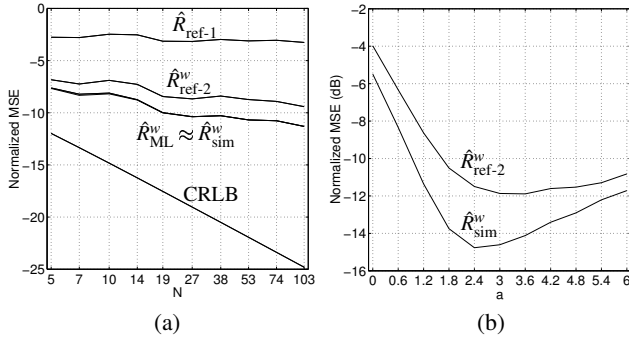 0
−5
−10
−15
−20
−25
Normalized MSE
R̂ref-1
R̂ʷref-2
R̂ʷML ≈ R̂ʷsim
CRLB
5 7 10 14 19 27 38 53 74 103
N
(a)
−2
−4
−6
−8
−10
−12
−14
−16
Normalized MSE (dB)
R̂ʷref-2
R̂ʷsim
0 0.6 1.2 1.8 2.4 3 3.6 4.2 4.8 5.4 6
a
(b)